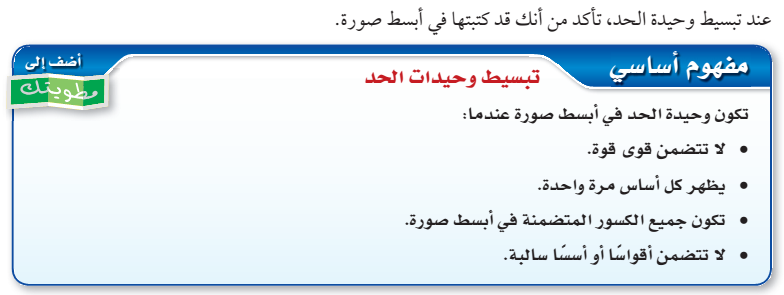 عند تبسيط وحيدة الحد، تأكد من أنك قد كتبتها في أبسط صورة.
مفهوم أساسي
تبسيط وحيدات الحد
أضف إلى
مطويتك
تكون وحيدة الحد في أبسط صورة عندما:
• لا تتضمن قوى قوة.
• يظهر كل أساس مرة واحدة.
• تكون جميع الكسور المتضمنة في أبسط صورة.
• لا تتضمن أقواسًا أو أسسًا سالبة.